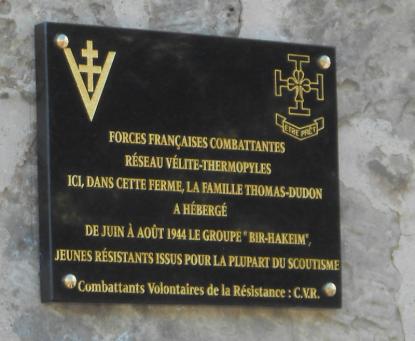 ETRE PRÊT
FORCES FRANÇAISES COMBATTANTES
RÉSEAU VÉLITE-THERMOPYLES
ICI, DANS CETTE FERME, LA FAMILLE THOMAS-DUDON
A HÉBERGÉ
DE JUIN À AOÛT 1944 LE GROUPE " BIR-HAKEIM",
JEUNES RÉSISTANTS ISSUS POUR LA PLUPART DU SCOUTISME
Combattants Volontaires de la Résistance : C.V.R.